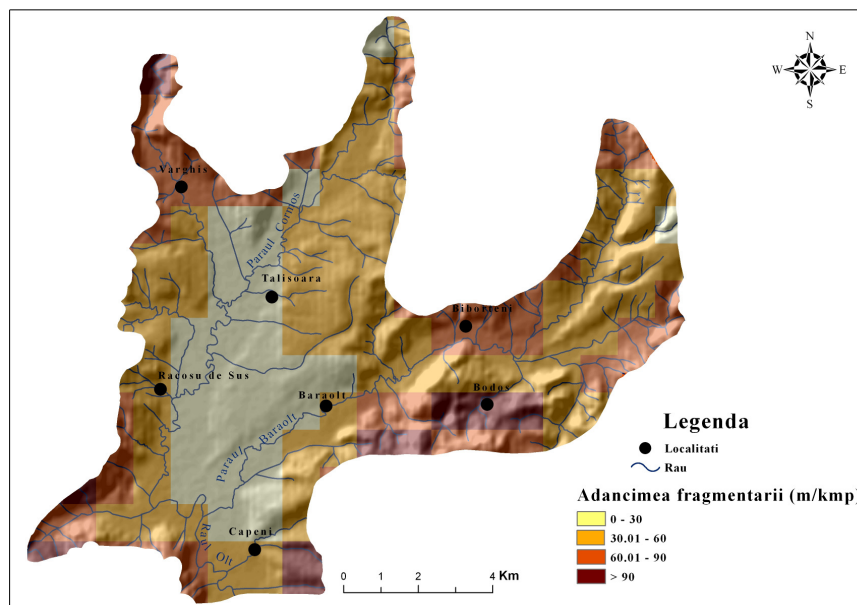 N
W E
S
Varghis
Paraul Cormos
Talisoara
Biborteni
Racosu de Sus
Baraolt
Bodos
Paraul Baraolt
Raul Olt
Capeni
Legenda
Localitati
Rau
Adancimea fragmentarii (m/kmp)
0 - 30
30.01 - 60
60.01 - 90
> 90
0 1 2 4 Km